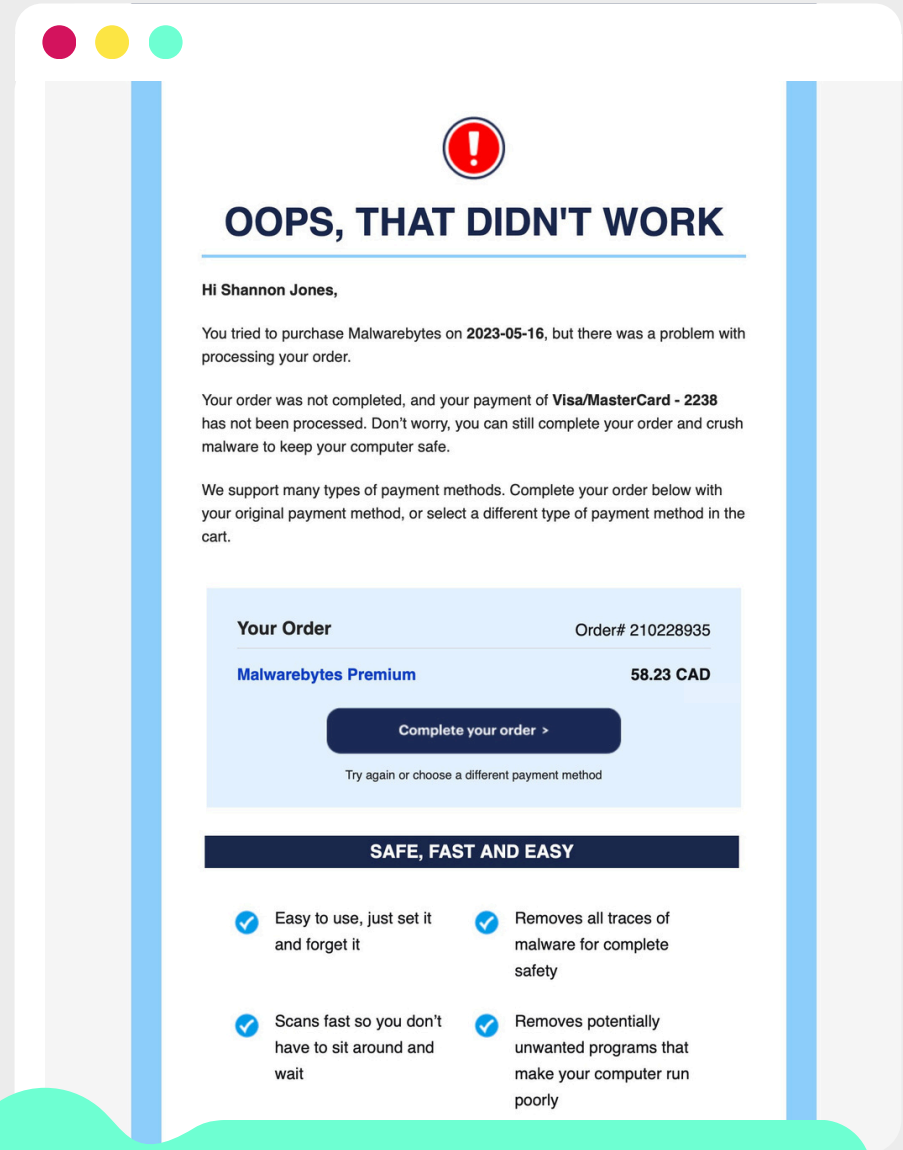 OOPS, THAT DIDN'T WORK
Hi Shannon Jones,
You tried to purchase Malwarebytes on 2023-05-16, but there was a problem with
processing your order.
Your order was not completed, and your payment of Visa/MasterCard - 2238
has not been processed. Don’t worry, you can still complete your order and crush
malware to keep your computer safe.
We support many types of payment methods. Complete your order below with
your original payment method, or select a different type of payment method in the
cart.
Your Order
Order# 210228935
Malwarebytes Premium
58.23 CAD
Complete your order >
Try again or choose a different payment method
SAFE, FAST AND EASY
Easy to use, just set it
and forget it
Removes all traces of
malware for complete
safety
Scans fast so you don’t
have to sit around and
wait
Removes potentially
unwanted programs that
make your computer run
poorly